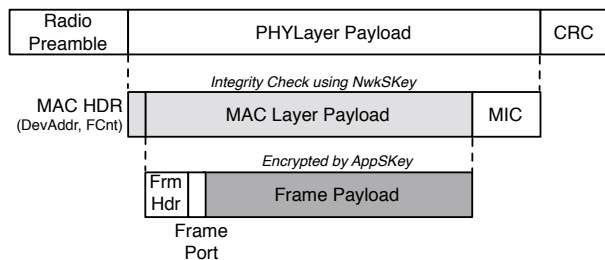 Radio
Preamble
PHYLayer Payload
CRC
Integrity Check using NwkSKey
MAC HDR
(DevAddr, FCnt)
MAC Layer Payload
MIC
Encrypted by AppSKey
Frm
Hdr
Frame Payload
Frame
Port